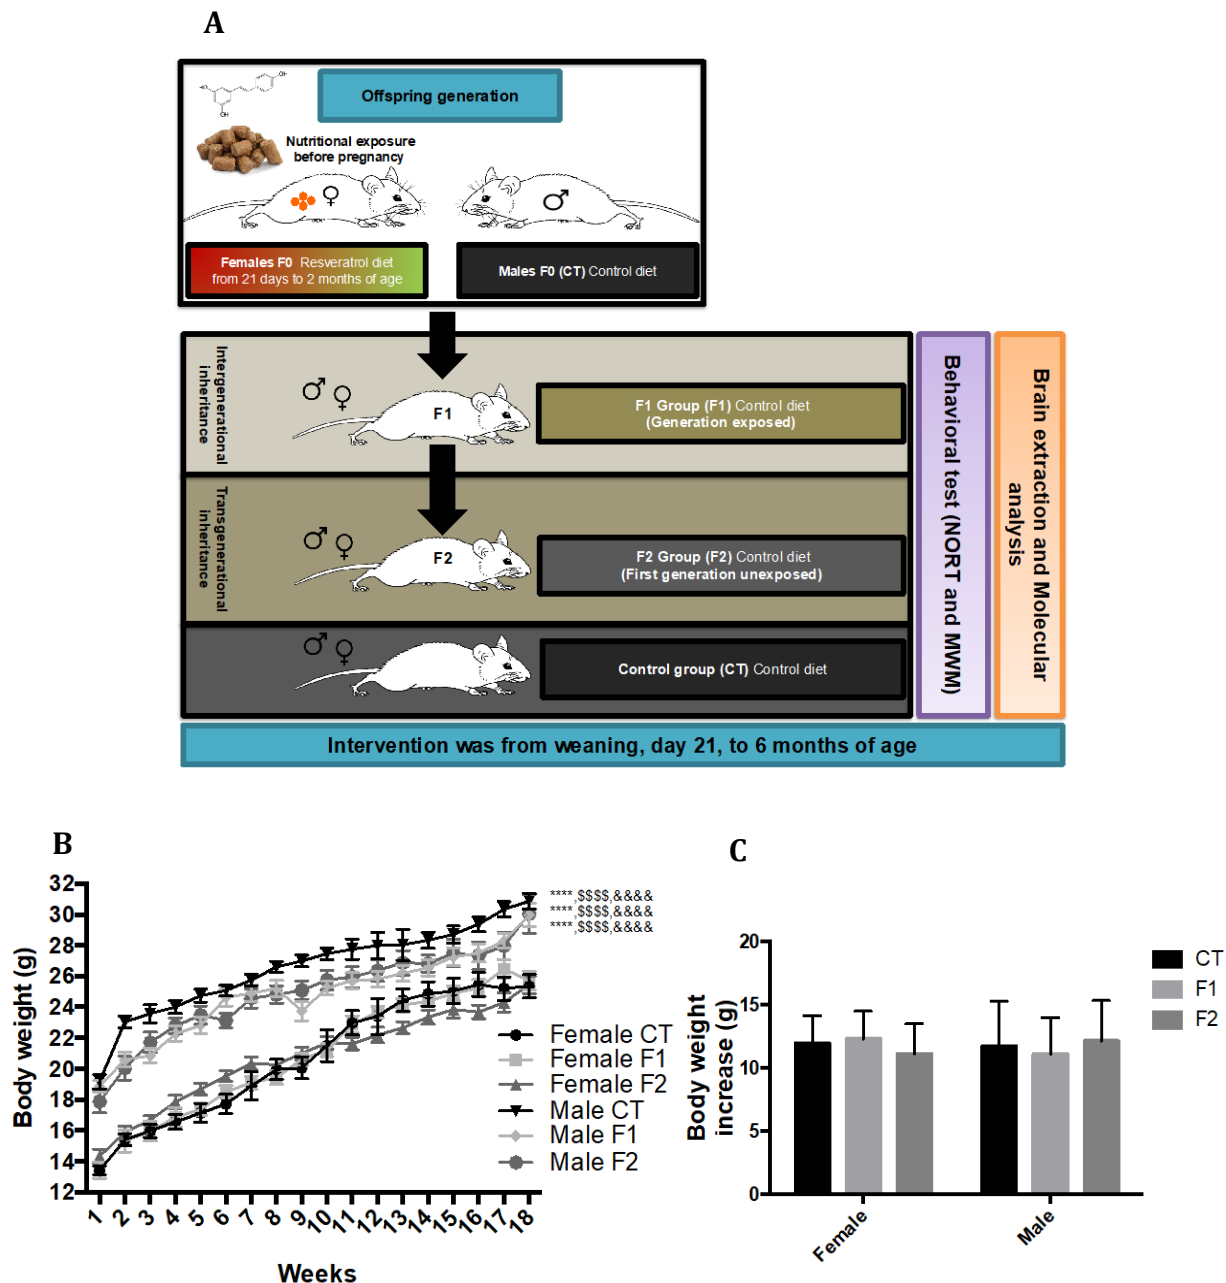 A
OH
HO
OH
Offspring generation
Nutritional exposure
before pregnancy
Females F0 Resveratrol diet
from 21 days to 2 months of age
Males F0 (CT) Control diet
Intergenerational
inheritance
F1
F1 Group (F1) Control diet
(Generation exposed)
Transgenerational
inheritance
F2
F2 Group (F2) Control diet
(First generation unexposed)
Control group (CT) Control diet
Behavioral test (NORT and MWM)
Brain extraction and Molecular
analysis
Intervention was from weaning, day 21, to 6 months of age
B
Body weight (g)
32
30
28
26
24
22
20
18
16
14
12
****,$$$$,&&&&
****,$$$$,&&&&
****,$$$$,&&&&
Female CT
Female F1
Female F2
Male CT
Male F1
Male F2
1 2 3 4 5 6 7 8 9 10 11 12 13 14 15 16 17 18
Weeks
C
Body weight
increase (g)
20
15
10
5
0
CT
F1
F2
Female
Male